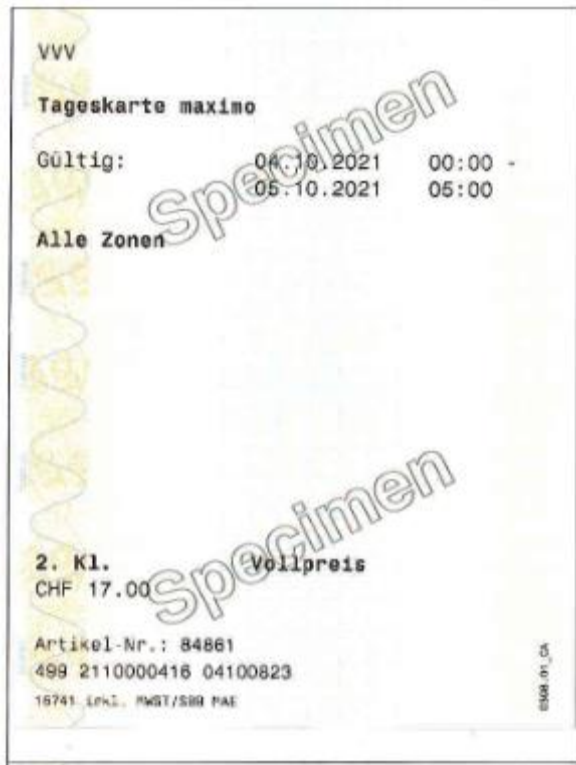 VVV
Tageskarte maximo
Gültig: 04.10.2021 00:00 -
05.10.2021 05:00
Alle Zonen
Specimen
Specimen
2. Kl. Vollpreis
CHF 17.00
Artikel-Nr.: 84861
499 2110000416 04100823
16741 inkl. MWST/SBB MAE